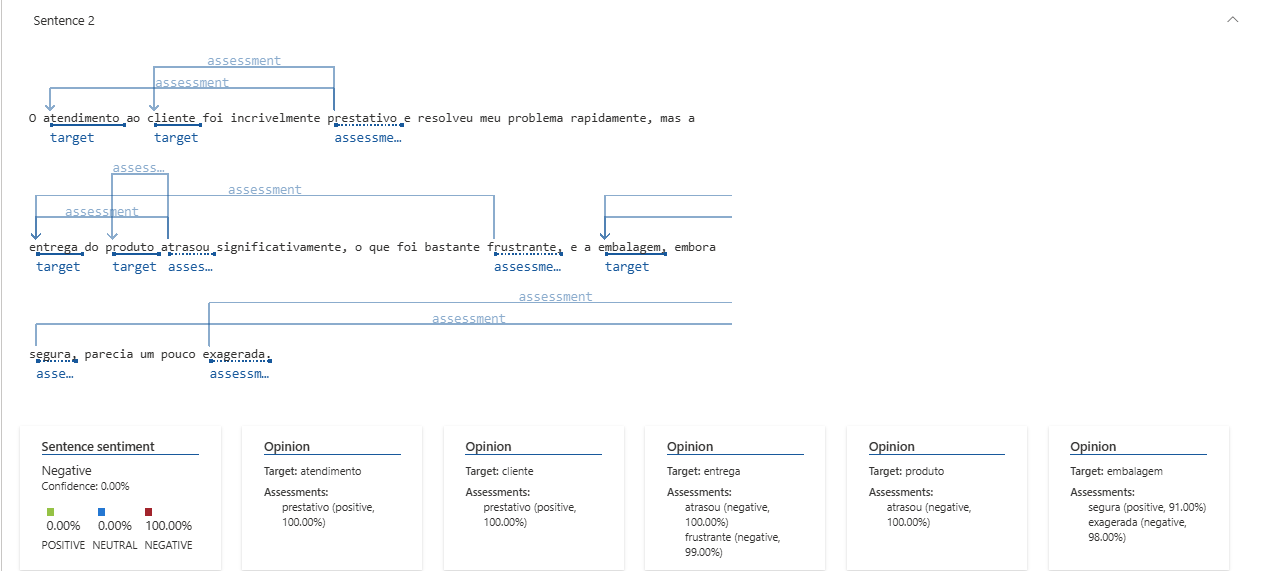 Sentence 2
assessment
assessment
O atendimento ao cliente foi incrivelmente prestativo e resolveu meu problema rapidamente, mas a
target target assessme…
assess…
assessment
assessment
entrega do produto atrasou significativamente, o que foi bastante frustrante, e a embalagem, embora
target target asses… assessme… target
assessment
assessment
segura, parecia um pouco exagerada.
asse… assessm…
Sentence sentiment
Negative
Confidence: 0.00%
0.00% 0.00% 100.00%
POSITIVE NEUTRAL NEGATIVE
Opinion
Target: atendimento
Assessments:
prestativo (positive,
100.00%)
Opinion
Target: cliente
Assessments:
prestativo (positive,
100.00%)
Opinion
Target: entrega
Assessments:
atrasou (negative,
100.00%)
frustrante (negative,
99.00%)
Opinion
Target: produto
Assessments:
atrasou (negative,
100.00%)
Opinion
Target: embalagem
Assessments:
segura (positive, 91.00%)
exagerada (negative,
98.00%)